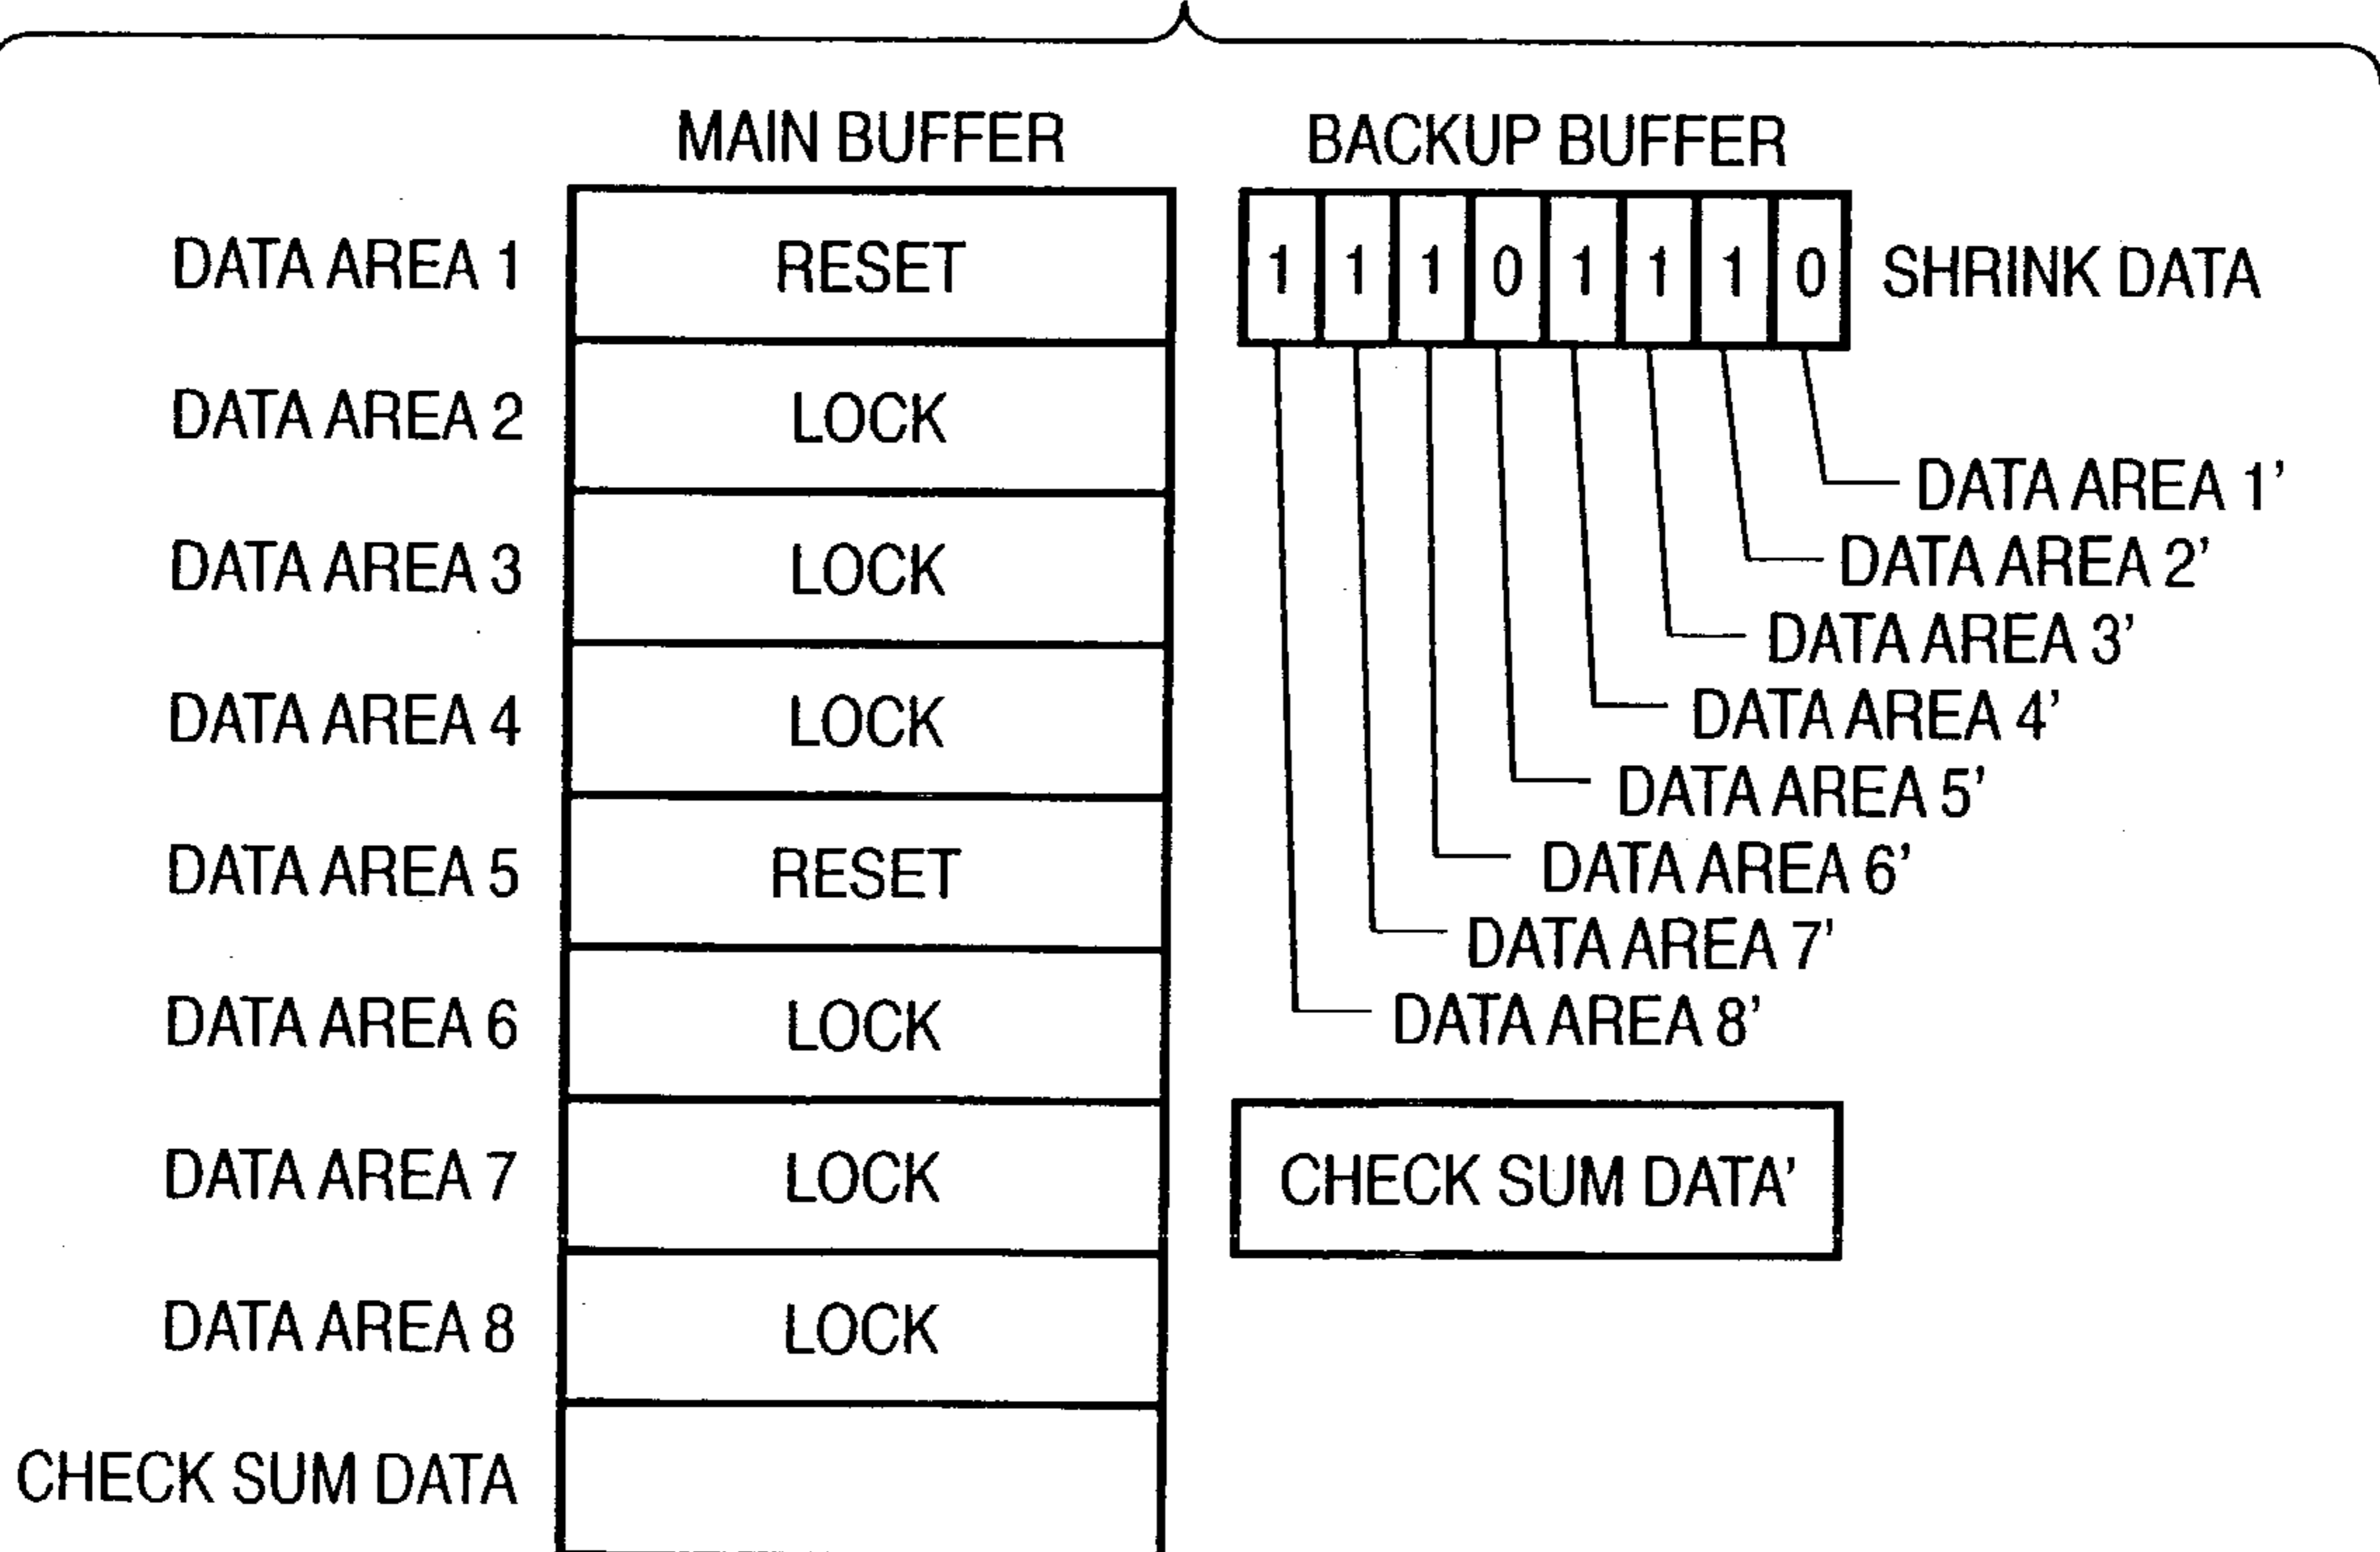 MAIN BUFFER
BACKUP BUFFER
DATA AREA 1 RESET
1 1 1 0 1 1 1 0 SHRINK DATA
DATA AREA 2 LOCK
DATA AREA 1'
DATA AREA 3 LOCK
DATA AREA 2'
DATA AREA 3'
DATA AREA 4 LOCK
DATA AREA 4'
DATA AREA 5'
DATA AREA 5 RESET
DATA AREA 6'
DATA AREA 7'
DATA AREA 6 LOCK
DATA AREA 8'
DATA AREA 7 LOCK
CHECK SUM DATA'
DATA AREA 8 LOCK
CHECK SUM DATA